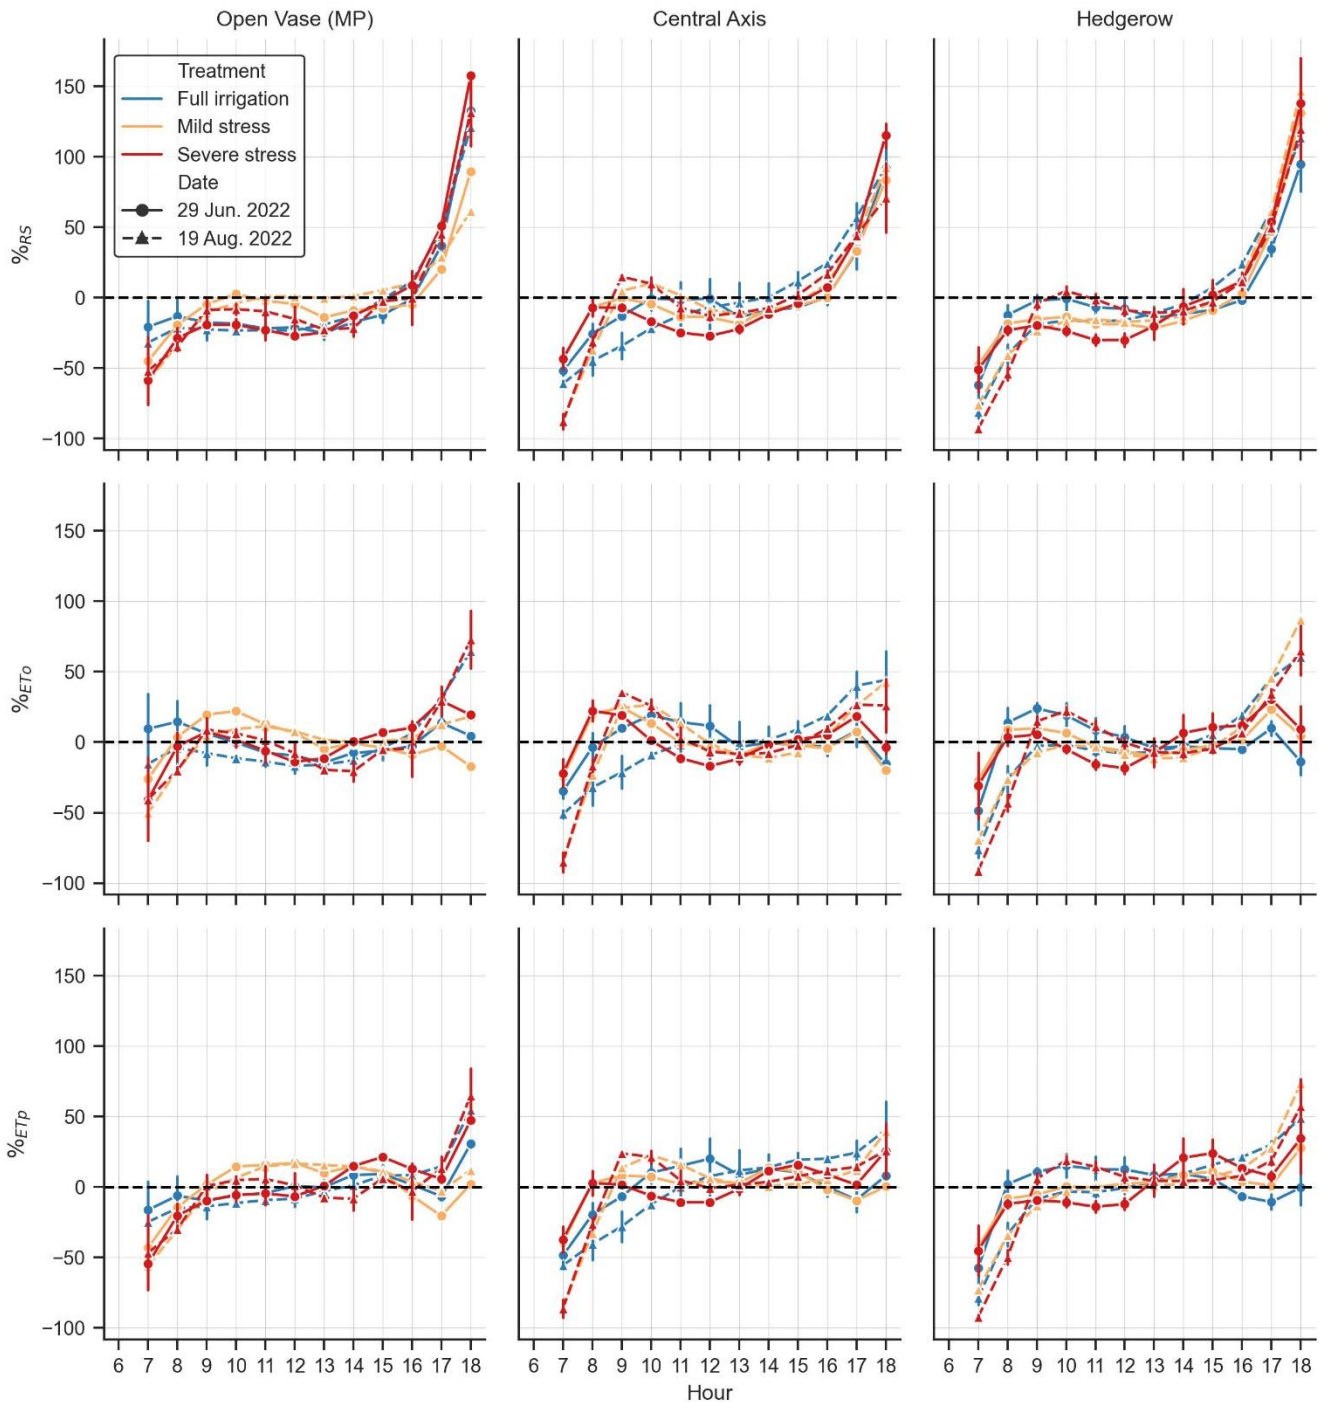 Open Vase (MP)
Central Axis
Hedgerow
Treatment
Full irrigation
Mild stress
Severe stress
Date
29 Jun. 2022
19 Aug. 2022
%RS
150
100
50
0
−50
−100
%ETo
150
100
50
0
−50
−100
%ETp
150
100
50
0
−50
−100
6 7 8 9 10 11 12 13 14 15 16 17 18
6 7 8 9 10 11 12 13 14 15 16 17 18
6 7 8 9 10 11 12 13 14 15 16 17 18
Hour